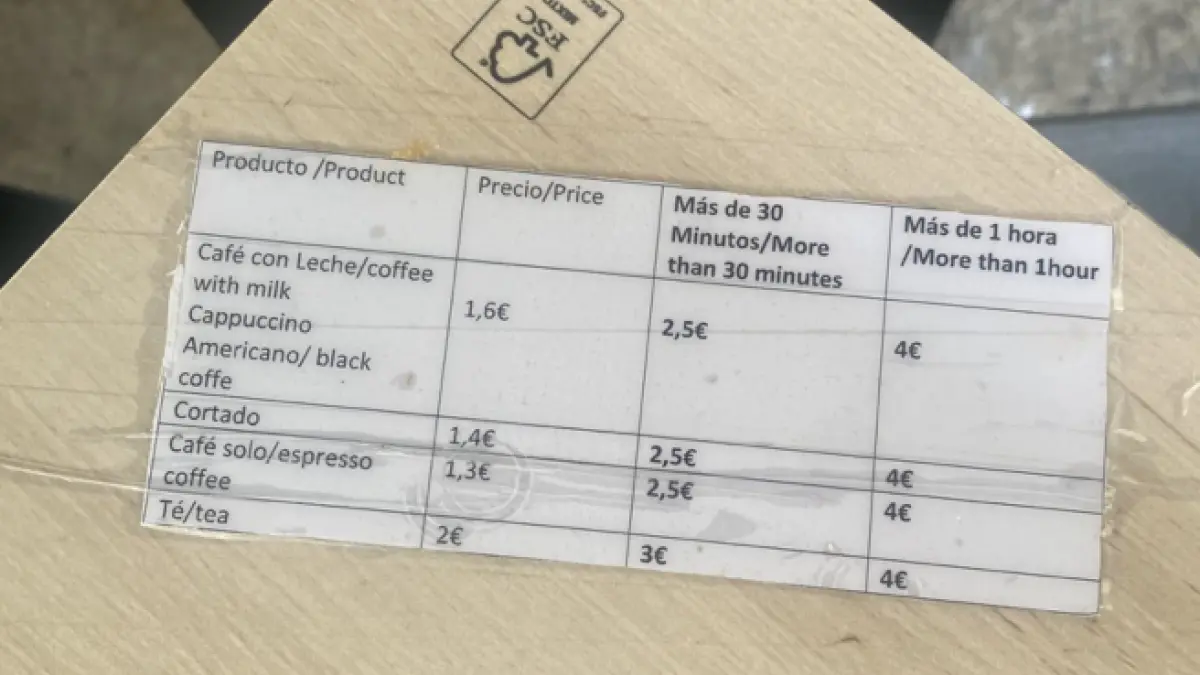 FSC
Producto /Product
Precio/Price
Más de 30
Minutos/More
than 30 minutes
Más de 1 hora
/More than 1hour
Café con Leche/coffee
with milk
Cappuccino
Americano/ black
coffe
1,6€
2,5€
4€
Cortado
1,4€
2,5€
4€
Café solo/espresso
coffee
1,3€
2,5€
4€
Té/tea
2€
3€
4€